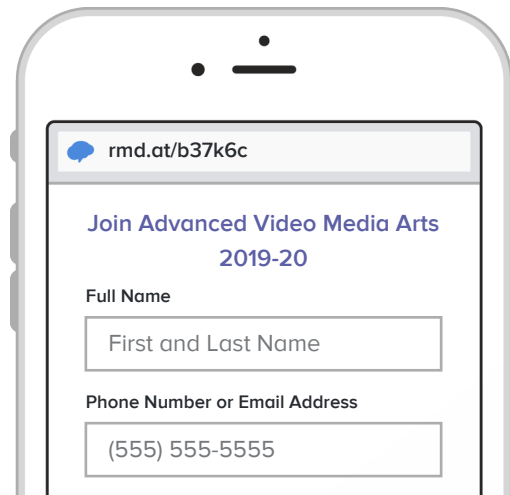 rmd.at/b37k6c
Join Advanced Video Media Arts
2019-20
Full Name
First and Last Name
Phone Number or Email Address
(555) 555-5555